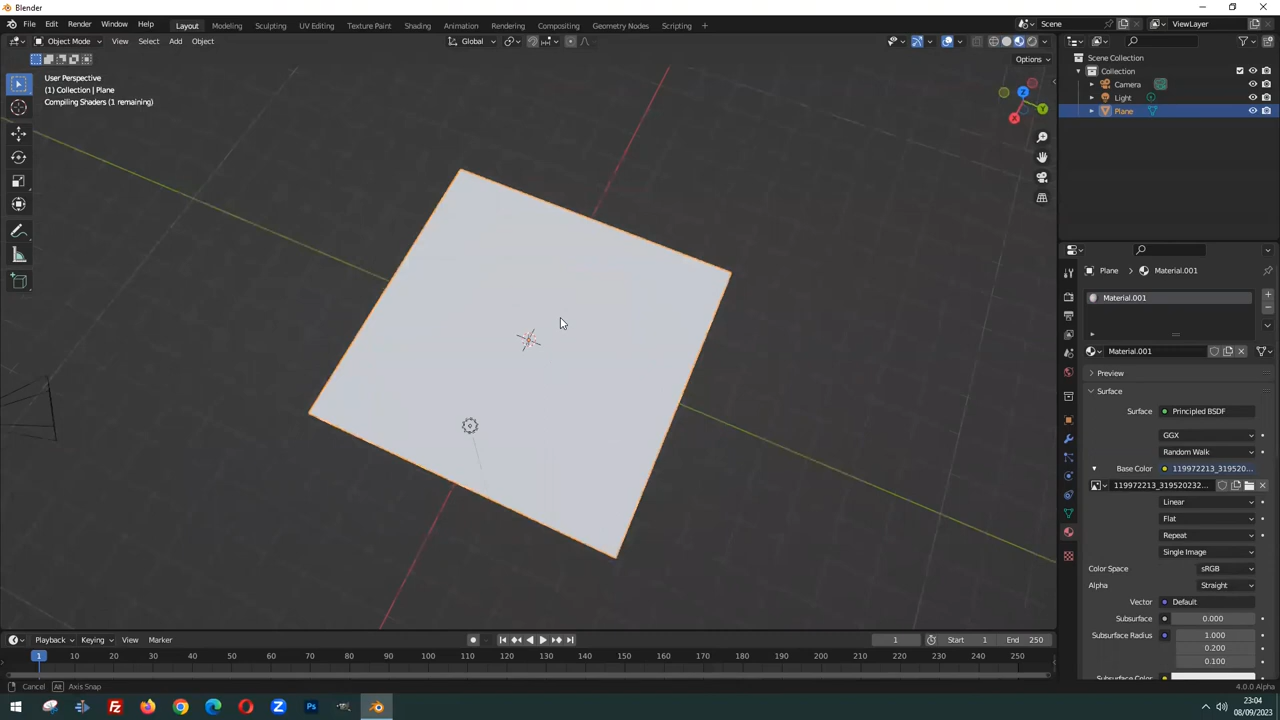 Blender
File Edit Render Window Help Layout Modeling Sculpting UV Editing Texture Paint Shading Animation Rendering Compositing Geometry Nodes Scripting + Scene ViewLayer
Object Mode View Select Add Object Global
Options
User Perspective
(1) Collection | Plane
Compiling Shaders (1 remaining)
Z
Y
X
Scene Collection
Collection
Camera
Light
Plane
Plane Material.001
Material.001
Material.001
Preview
Surface
Surface Principled BSDF
GGX
Random Walk
Base Color 119972213_319520...
119972213_319520232...
Linear
Flat
Repeat
Single Image
Color Space sRGB
Alpha Straight
Vector Default
Subsurface 0.000
Subsurface Radius 1.000
0.200
0.100
Subsurface Color
Playback Keying View Marker 1 Start 1 End 250
1 10 20 30 40 50 60 70 80 90 100 110 120 130 140 150 160 170 180 190 200 210 220 230 240 250
Cancel Alt Axis Snap 4.0.0 Alpha
23:04
08/09/2023